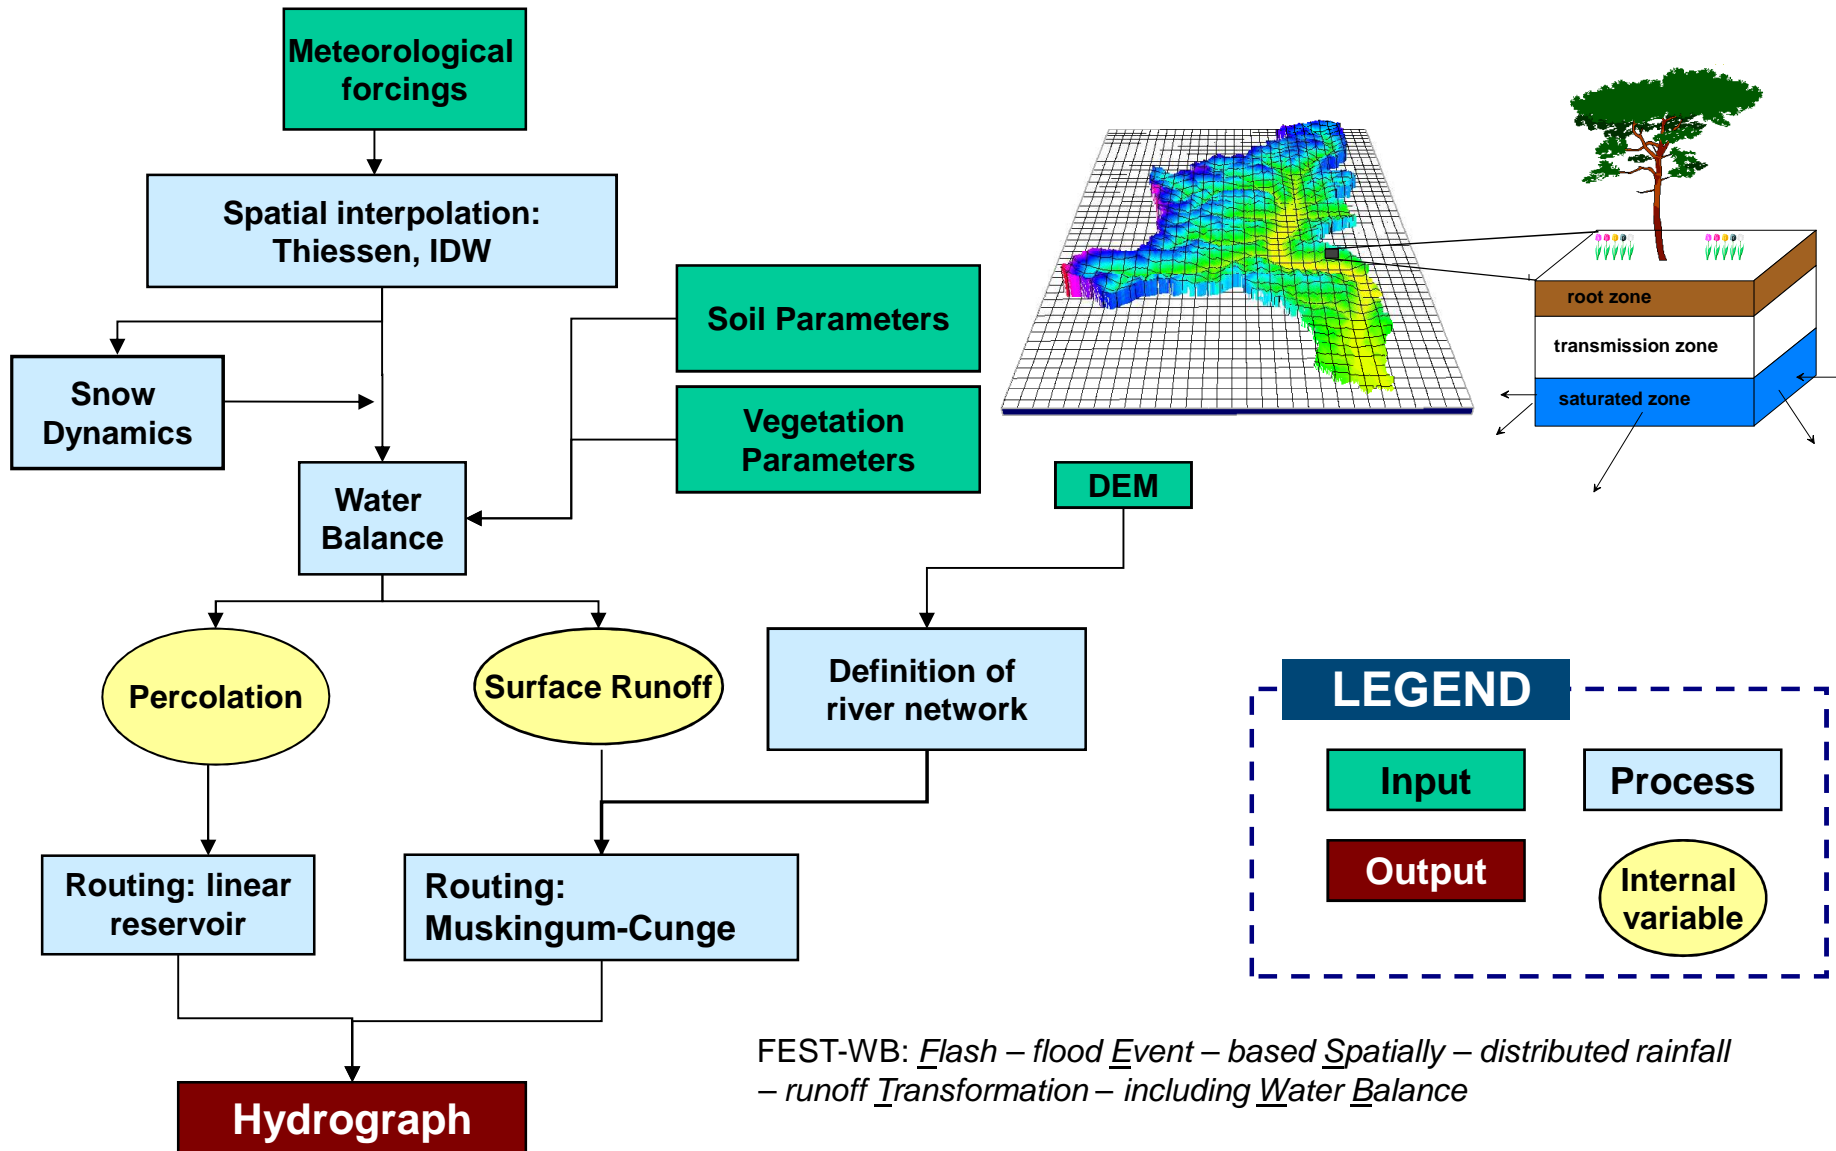 Meteorological
forcings
Spatial interpolation:
Thiessen, IDW
Soil Parameters
Snow
Dynamics
Vegetation
Parameters
Water
Balance
DEM
root zone
transmission zone
saturated zone
Percolation
Surface Runoff
Definition of
river network
Routing: linear
reservoir
Routing:
Muskingum-Cunge
Hydrograph
LEGEND
Input
Process
Output
Internal
variable
FEST-WB: Flash – flood Event – based Spatially – distributed rainfall
– runoff Transformation – including Water Balance